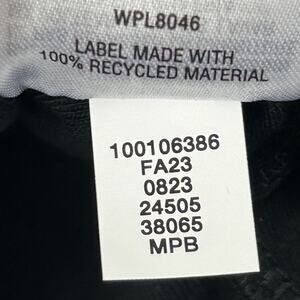 WPL8046
LABEL MADE WITH
100% RECYCLED MATERIAL
100106386
FA23
0823
24505
38065
MPB